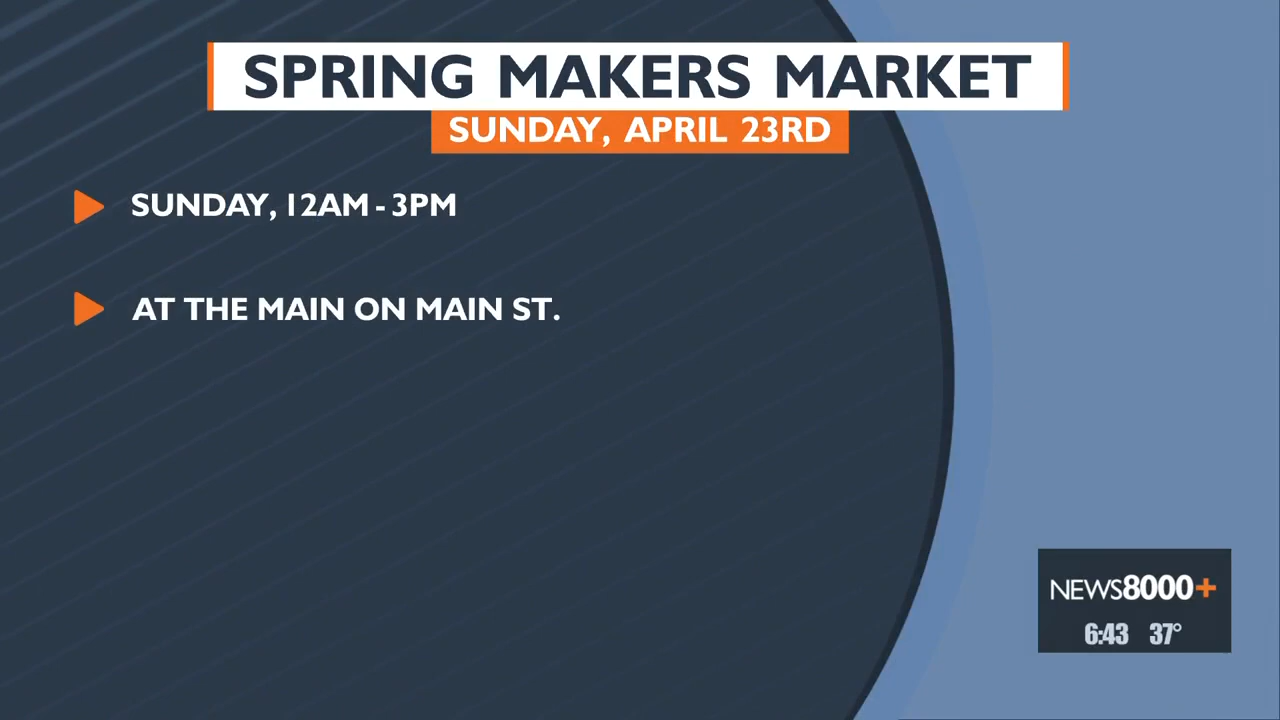 SPRING MAKERS MARKET
SUNDAY, APRIL 23RD
SUNDAY, 12AM - 3PM
AT THE MAIN ON MAIN ST.
NEWS8000+
6:43 37°